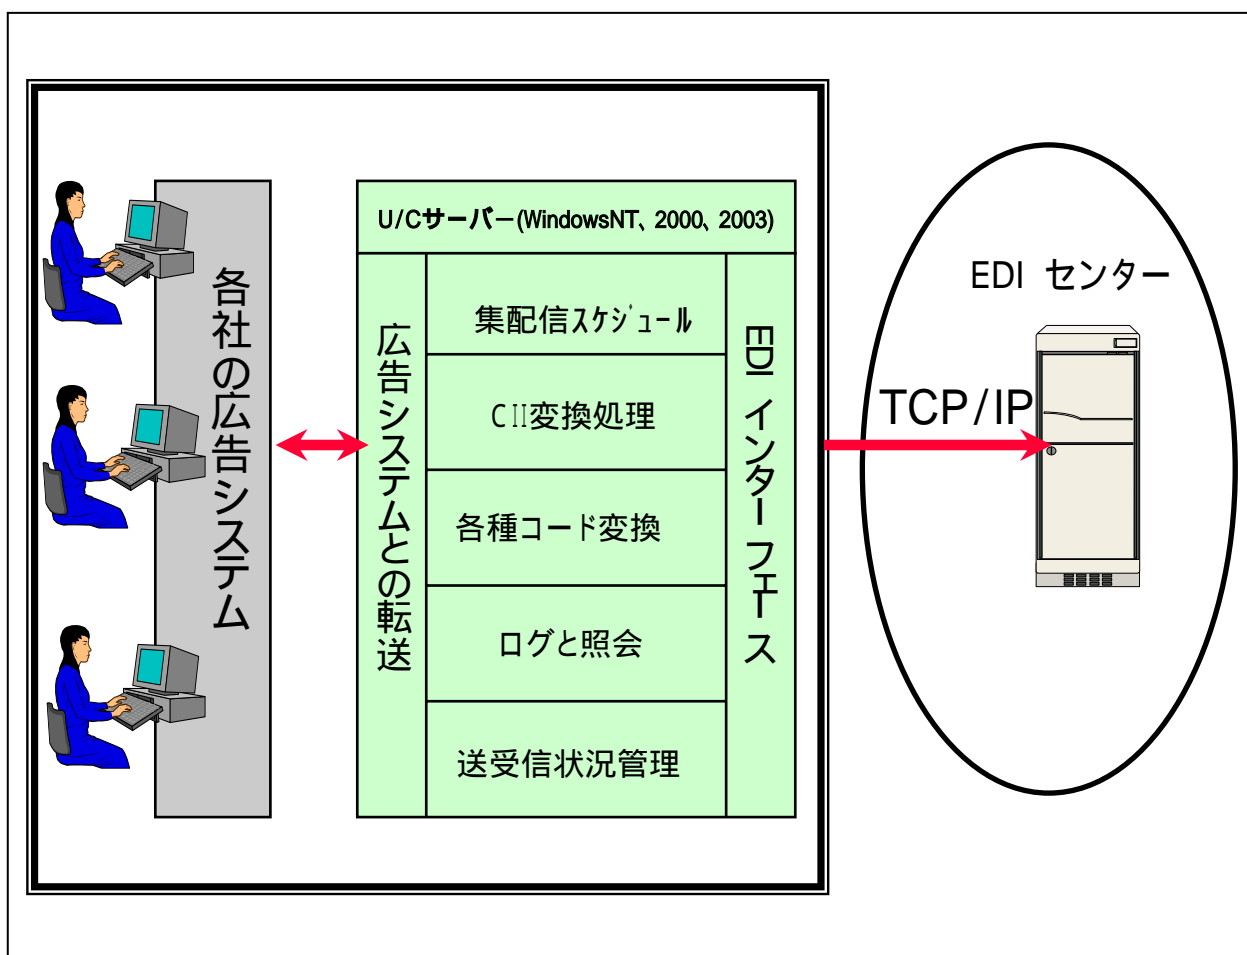 U/Cサーバー(WindowsNT、2000、2003)
各社の広告システム
広告システムとの転送
集配信ｽｹｼﾞｭｰﾙ
CII変換処理
各種コード変換
ログと照会
送受信状況管理
EDI インターフェース
TCP/IP
EDI センター